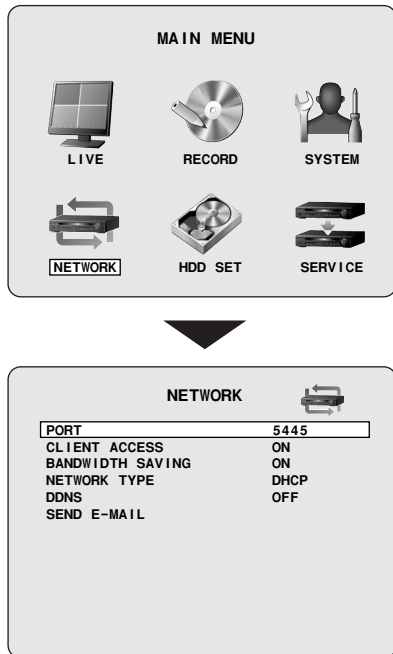 MAIN MENU
LIVE RECORD SYSTEM
NETWORK HDD SET SERVICE
NETWORK
PORT 5445
CLIENT ACCESS ON
BANDWIDTH SAVING ON
NETWORK TYPE DHCP
DDNS OFF
SEND E-MAIL